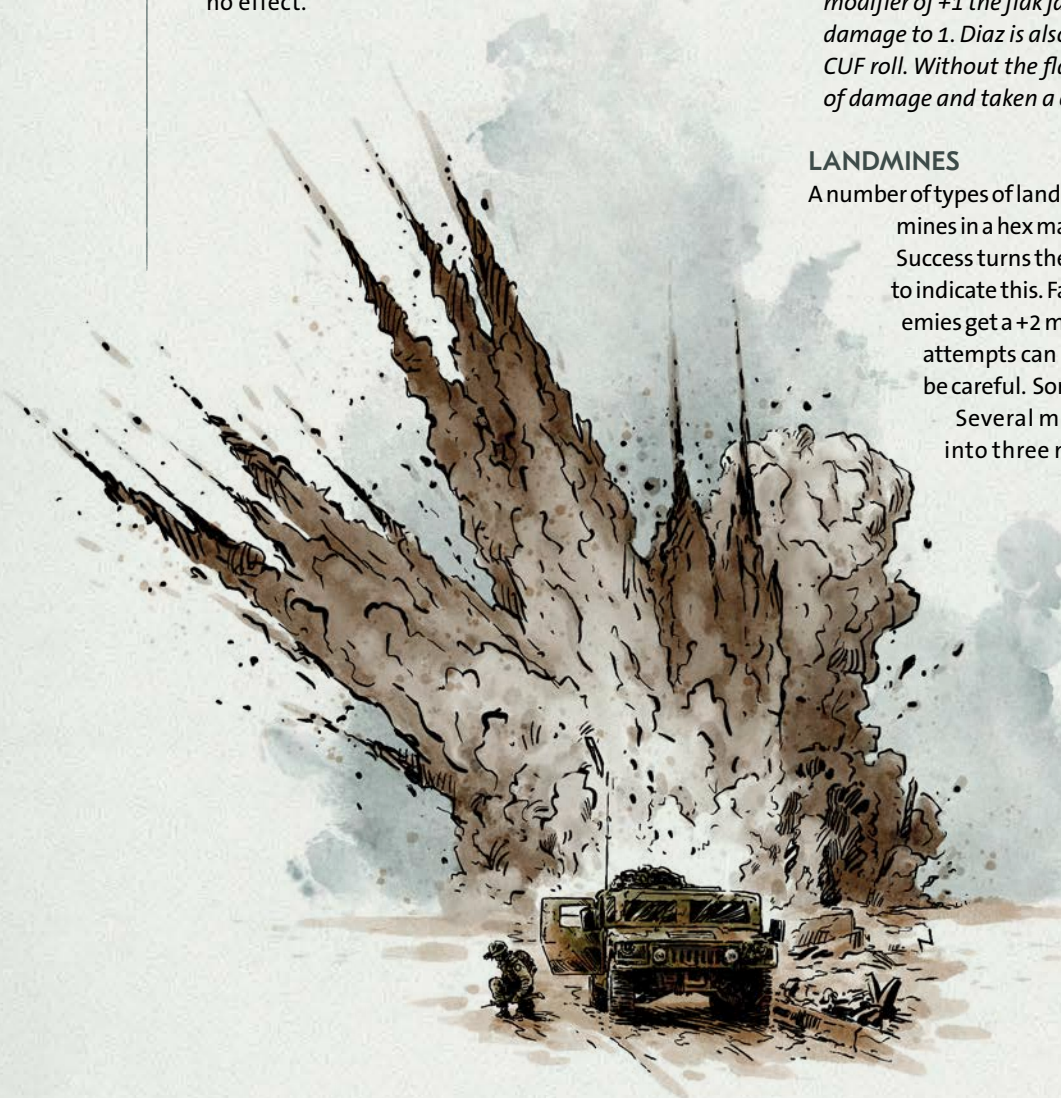 no effect.
modifier of +1 the flak ja
damage to 1. Diaz is also
CUF roll. Without the fla
of damage and taken a
LANDMINES
A number of types of land
mines in a hex ma
Success turns the
to indicate this. Fa
emies get a +2 m
attempts can
be careful. Sor
Several m
into three